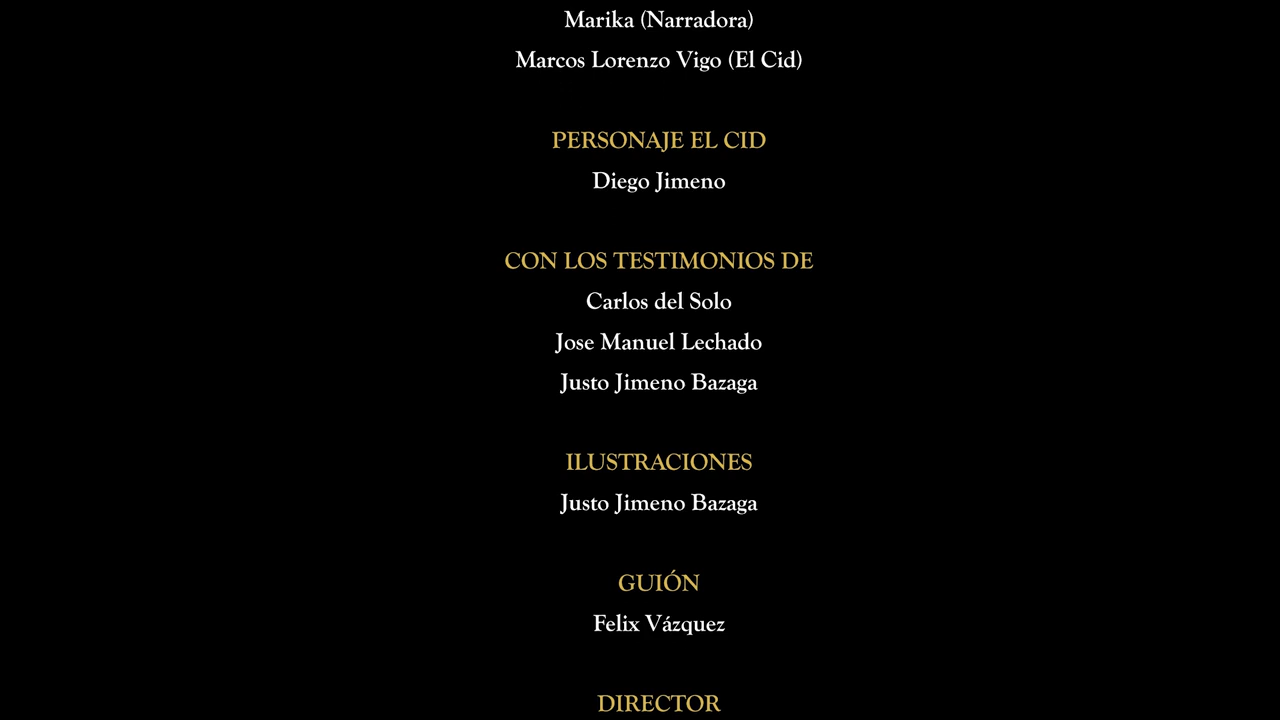 Marika (Narradora)
Marcos Lorenzo Vigo (El Cid)
PERSONAJE EL CID
Diego Jimeno
CON LOS TESTIMONIOS DE
Carlos del Solo
Jose Manuel Lechado
Justo Jimeno Bazaga
ILUSTRACIONES
Justo Jimeno Bazaga
GUIÓN
Felix Vázquez
DIRECTOR